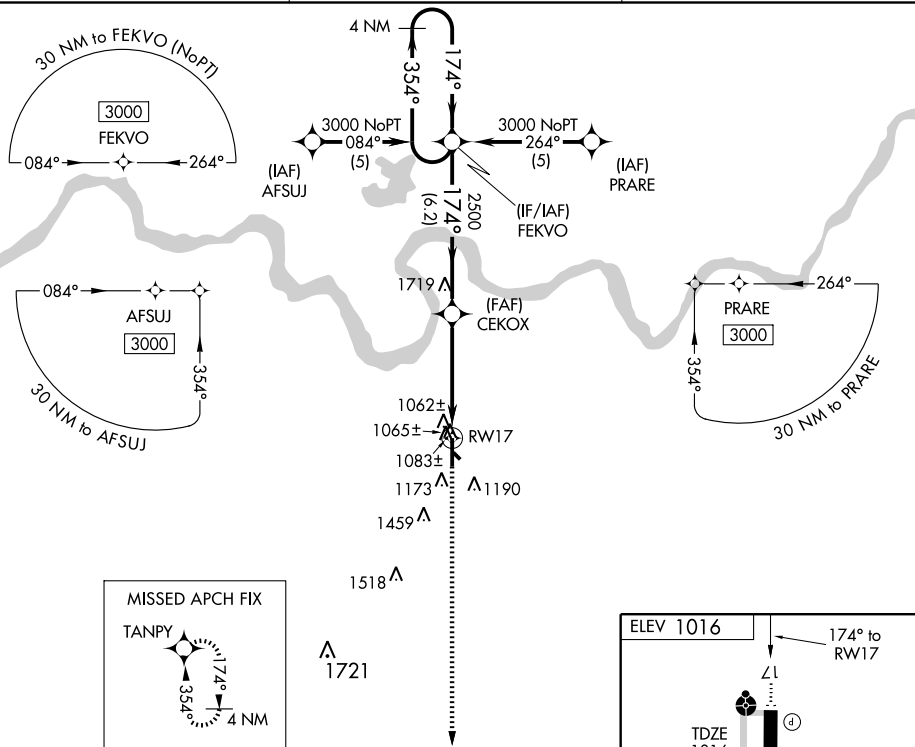 4 NM
354°
174°
30 NM to FEKVO (NoPT)
3000
FEKVO
084°
264°
3000 NoPT
084°
(5)
(IAF)
AFSUJ
3000 NoPT
264°
(5)
(IAF)
PRARE
(IF/IAF)
FEKVO
2500
174°
(6.2)
1719
(FAF)
CEKOX
084°
AFSUJ
3000
354°
30 NM to AFSUJ
264°
PRARE
3000
354°
30 NM to PRARE
1062±
1065±
RW17
1083±
1173
1190
1459
1518
1721
MISSED APCH FIX
TANPY
354°
174°
4 NM
ELEV 1016
174° to
RW17
17
P
TDZE
1016